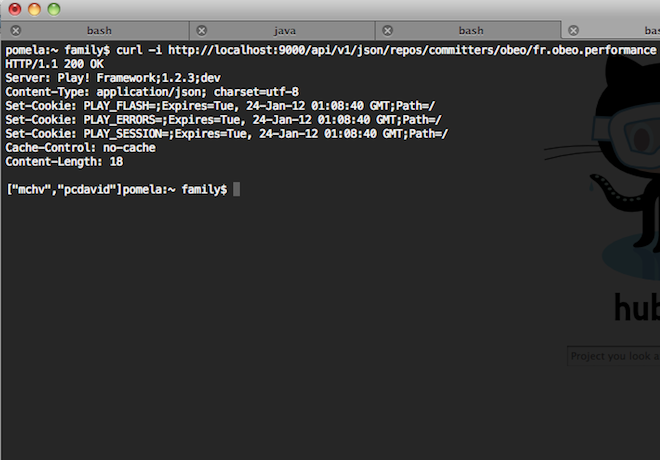 bash java bash bas
pomela:~ family$ curl -i http://localhost:9000/api/v1/json/repos/committers/obeo/fr.obeo.performance
HTTP/1.1 200 OK
Server: Play! Framework;1.2.3;dev
Content-Type: application/json; charset=utf-8
Set-Cookie: PLAY_FLASH=;Expires=Tue, 24-Jan-12 01:08:40 GMT;Path=/
Set-Cookie: PLAY_ERRORS=;Expires=Tue, 24-Jan-12 01:08:40 GMT;Path=/
Set-Cookie: PLAY_SESSION=;Expires=Tue, 24-Jan-12 01:08:40 GMT;Path=/
Cache-Control: no-cache
Content-Length: 18
["mchv","pcdavid"]pomela:~ family$
hub
Project you look a